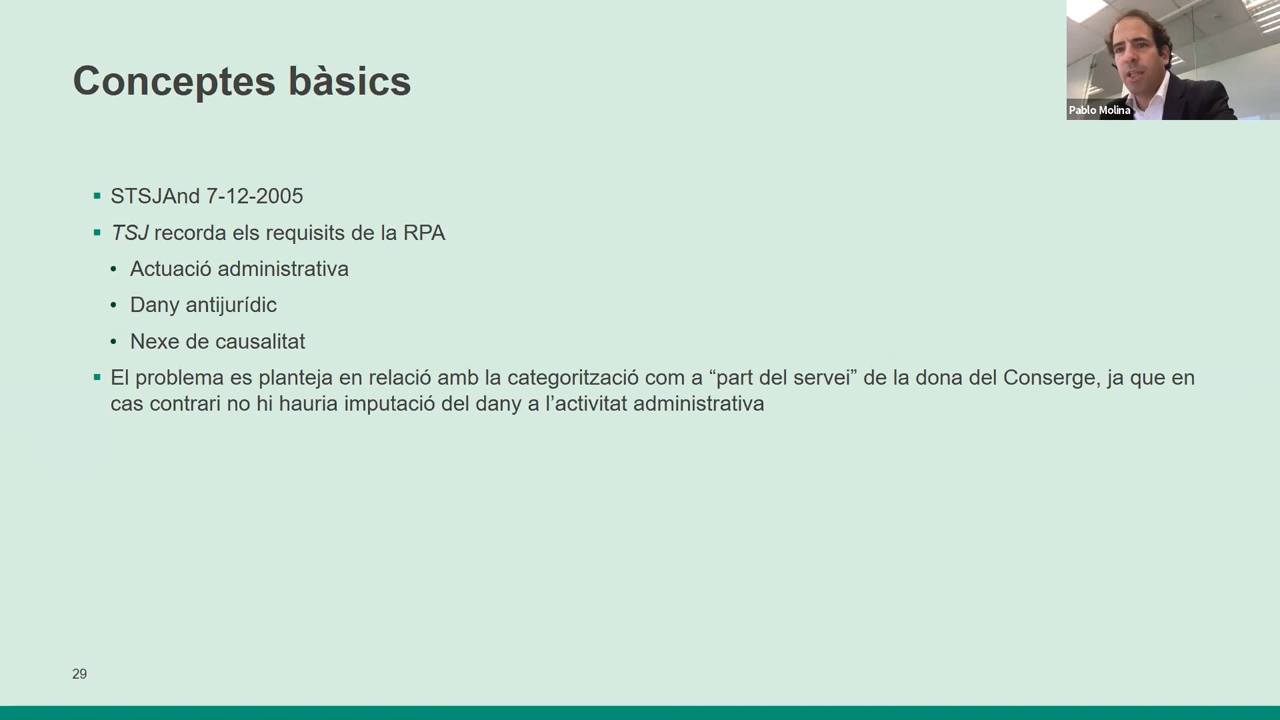 Conceptes bàsics
Pablo Molina
▪ STSJAnd 7-12-2005
▪ TSJ recorda els requisits de la RPA
• Actuació administrativa
• Dany antijurídic
• Nexe de causalitat
▪ El problema es planteja en relació amb la categorització com a “part del servei” de la dona del Conserge, ja que en
cas contrari no hi hauria imputació del dany a l’activitat administrativa
29